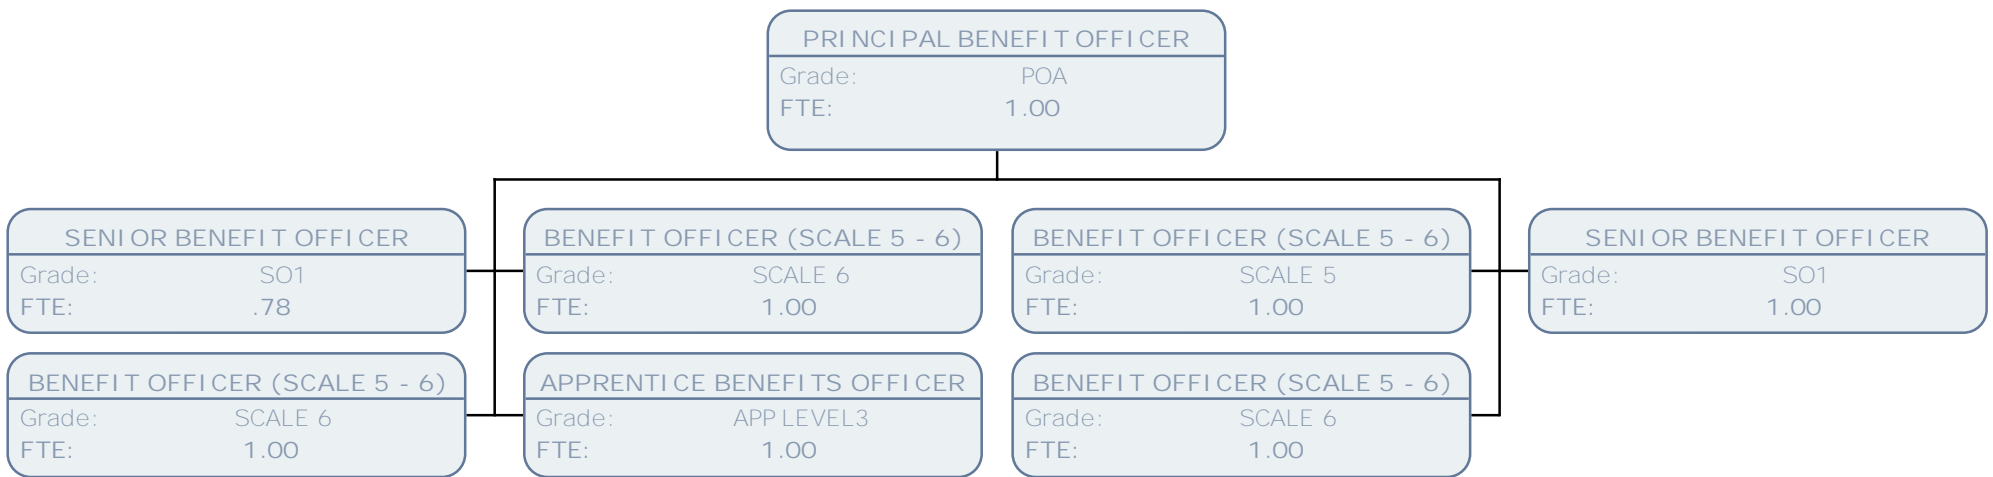 PRINCIPAL BENEFIT OFFICER
Grade: POA
FTE: 1.00
SENIOR BENEFIT OFFICER
Grade: SO1
FTE: .78
BENEFIT OFFICER (SCALE 5 - 6)
Grade: SCALE 6
FTE: 1.00
BENEFIT OFFICER (SCALE 5 - 6)
Grade: SCALE 5
FTE: 1.00
SENIOR BENEFIT OFFICER
Grade: SO1
FTE: 1.00
BENEFIT OFFICER (SCALE 5 - 6)
Grade: SCALE 6
FTE: 1.00
APPRENTICE BENEFITS OFFICER
Grade: APP LEVEL3
FTE: 1.00
BENEFIT OFFICER (SCALE 5 - 6)
Grade: SCALE 6
FTE: 1.00